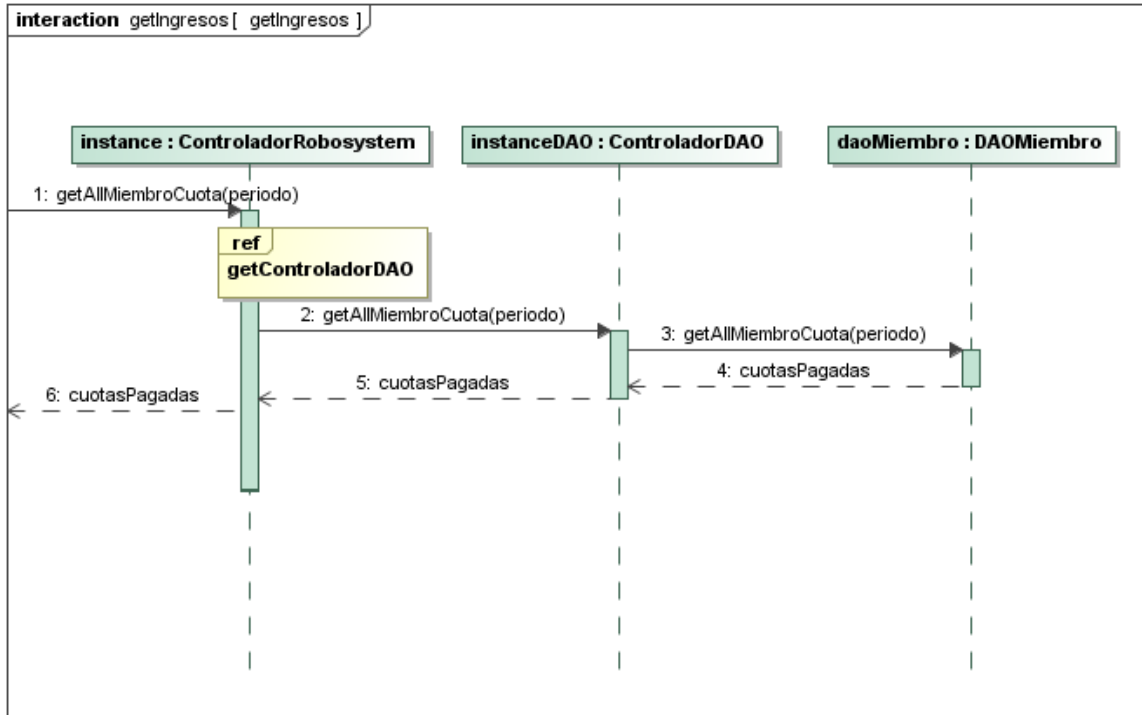 interaction getIngresos[ getIngresos ]
instance : ControladorRobosystem
instanceDAO : ControladorDAO
daoMiembro : DAOMiembro
1: getAllMiembroCuota(periodo)
ref
getControladorDAO
2: getAllMiembroCuota(periodo)
3: getAllMiembroCuota(periodo)
4: cuotasPagadas
5: cuotasPagadas
6: cuotasPagadas